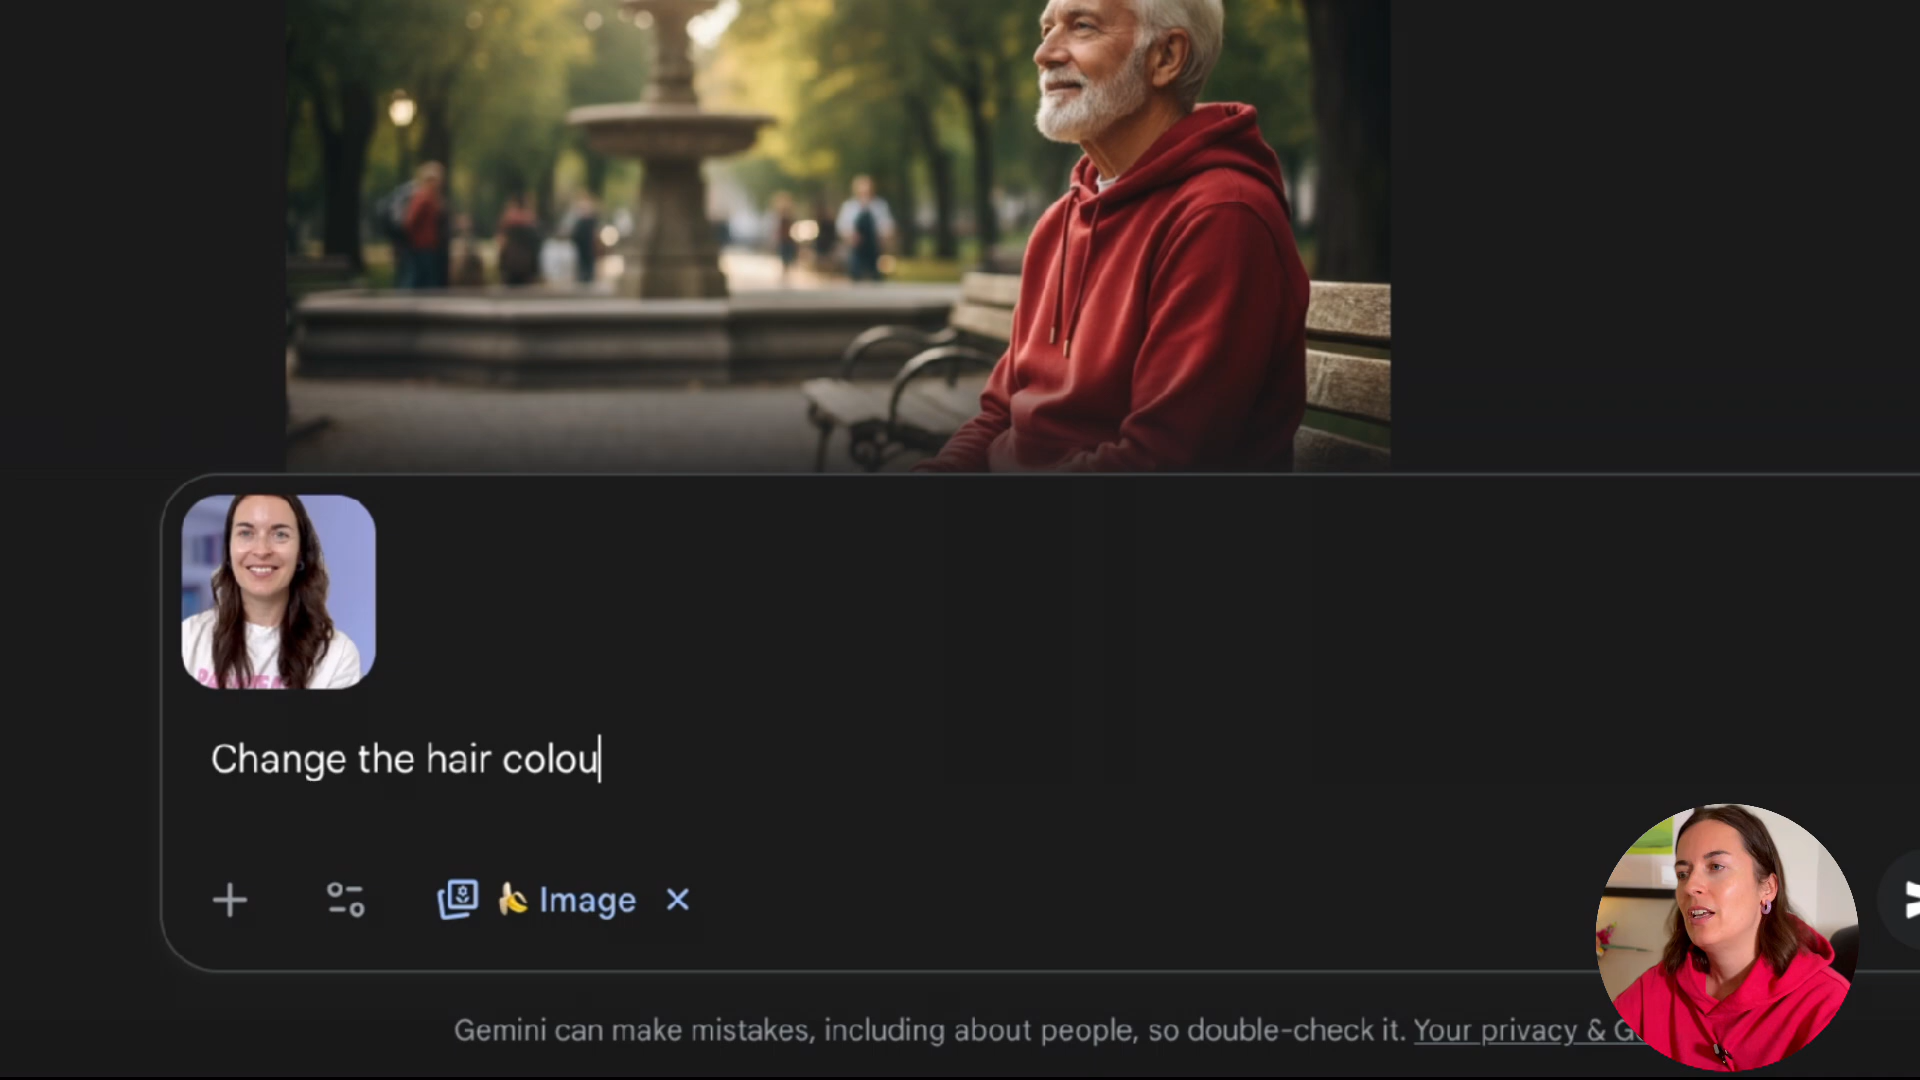 Change the hair colou
Image
Gemini can make mistakes, including about people, so double-check it. Your privacy &